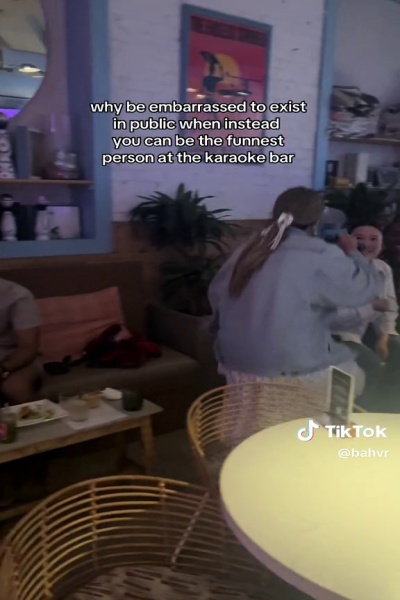 why be embarrassed to exist
in public when instead
you can be the funnest
person at the karaoke bar
TikTok
@bahvr